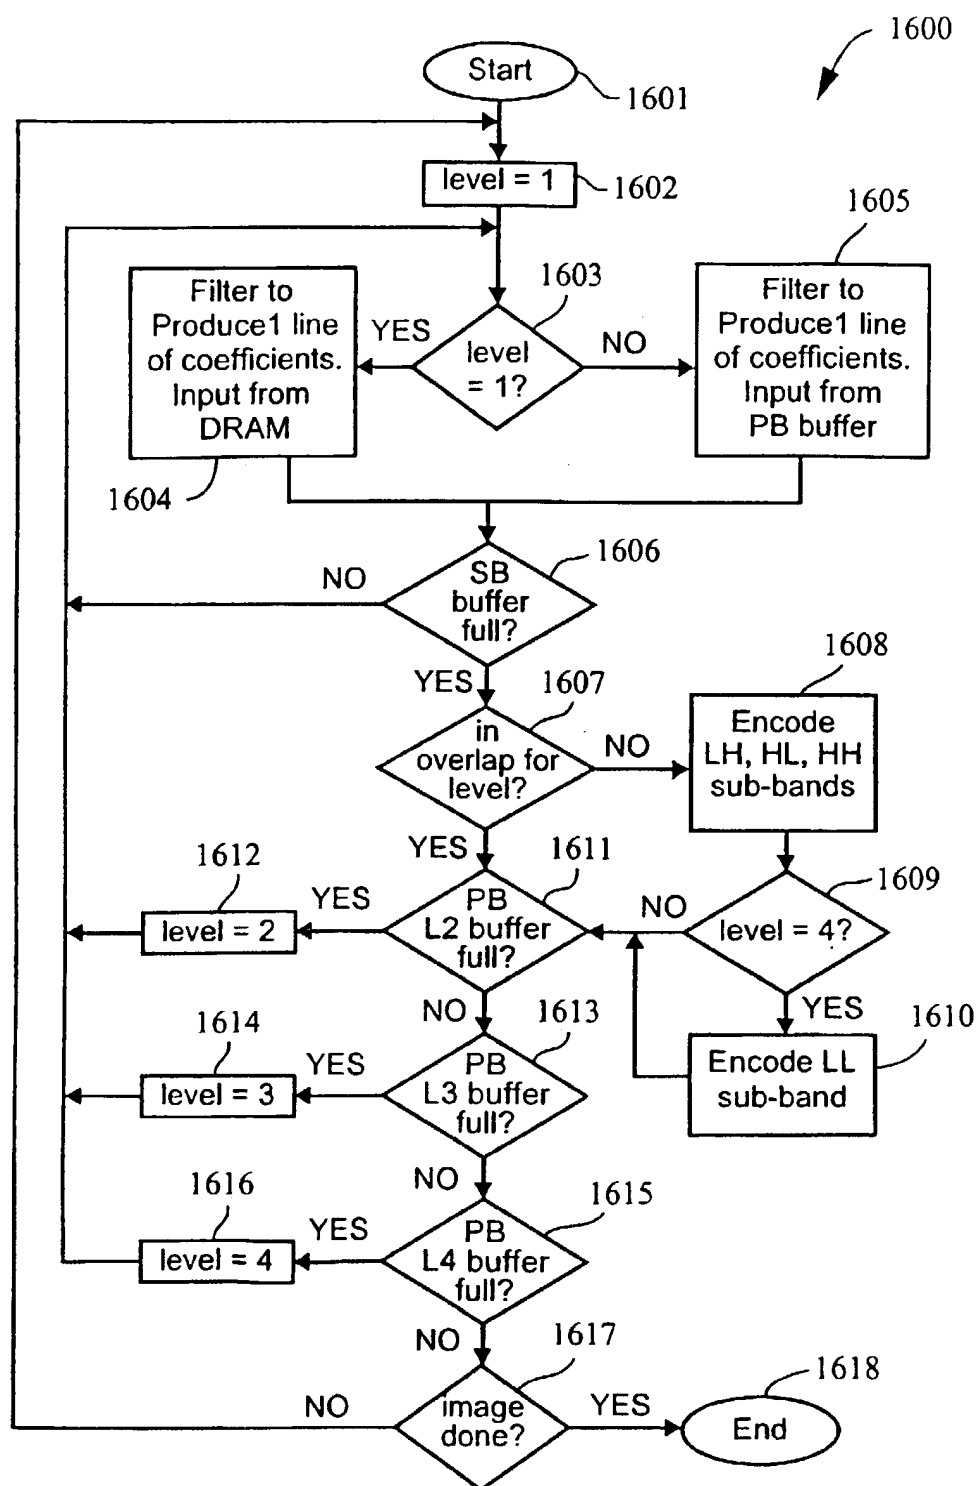 1600
Start
1601
level = 1
1602
1605
1603
Filter to
Produce1 line
of coefficients.
Input from
DRAM
YES
level
= 1?
NO
Filter to
Produce1 line
of coefficients.
Input from
PB buffer
1604
1606
NO
SB
buffer
full?
1608
YES
1607
in
overlap for
level?
NO
Encode
LH, HL, HH
sub-bands
YES
1611
1612
1609
YES
PB
L2 buffer
full?
NO
level = 2
level = 4?
NO
1613
YES
1610
1614
YES
PB
L3 buffer
full?
level = 3
Encode LL
sub-band
NO
1616
1615
YES
PB
L4 buffer
full?
level = 4
NO
1617
1618
NO
image
done?
YES
End